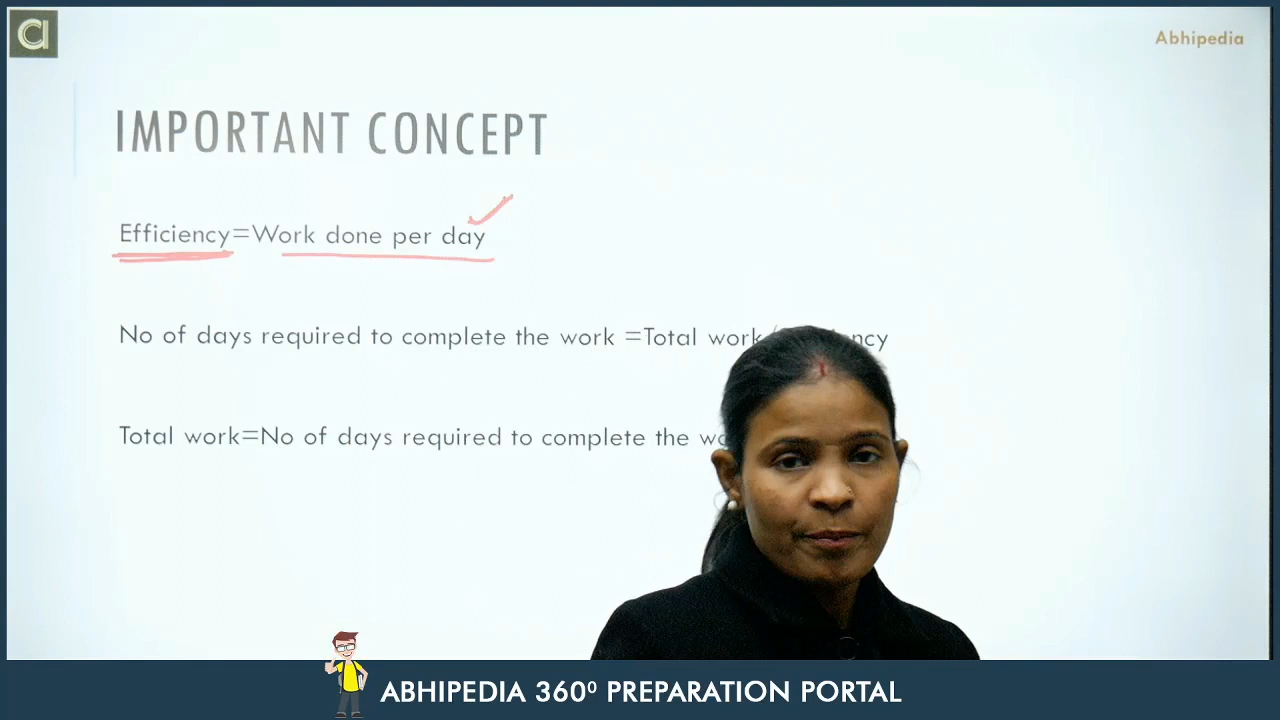 Abhipedia
IMPORTANT CONCEPT
Efficiency=Work done per day
No of days required to complete the work =Total work
Total work=No of days required to complete the
ABHIPEDIA 360⁰ PREPARATION PORTAL